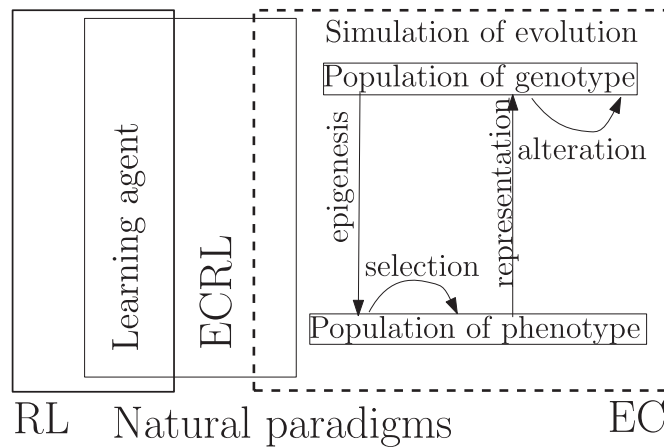 Simulation of evolution
Population of genotype
epigenesis
representation
alteration
Learning agent
ECRL
selection
Population of phenotype
RL
Natural paradigms
EC